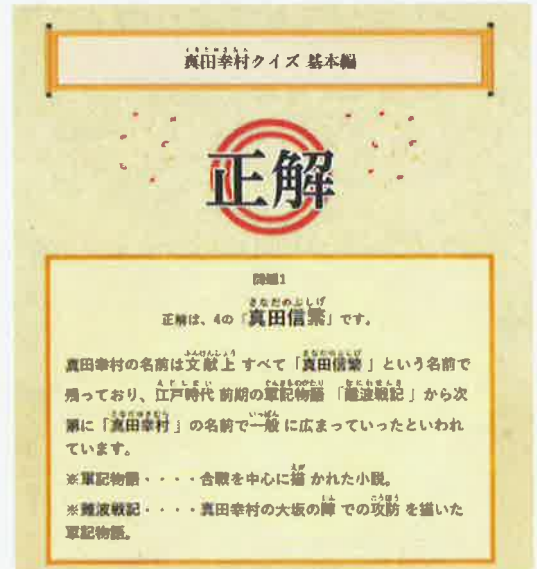 真田幸村クイズ 基本編
正解
問題1
正解は、4の「真田信繁」です。
真田幸村の名前は文献上 すべて「真田信繁 」という名前で
残っており、江戸時代 前期の軍記物語 「難波戦記 」から次
第に「真田幸村 」の名前で一般 に広まっていったといわれ
ています。
※軍記物語・・・・合戦を中心に描 かれた小説。
※難波戦記・・・・真田幸村の大坂の陣 での攻防 を描いた
軍記物語。